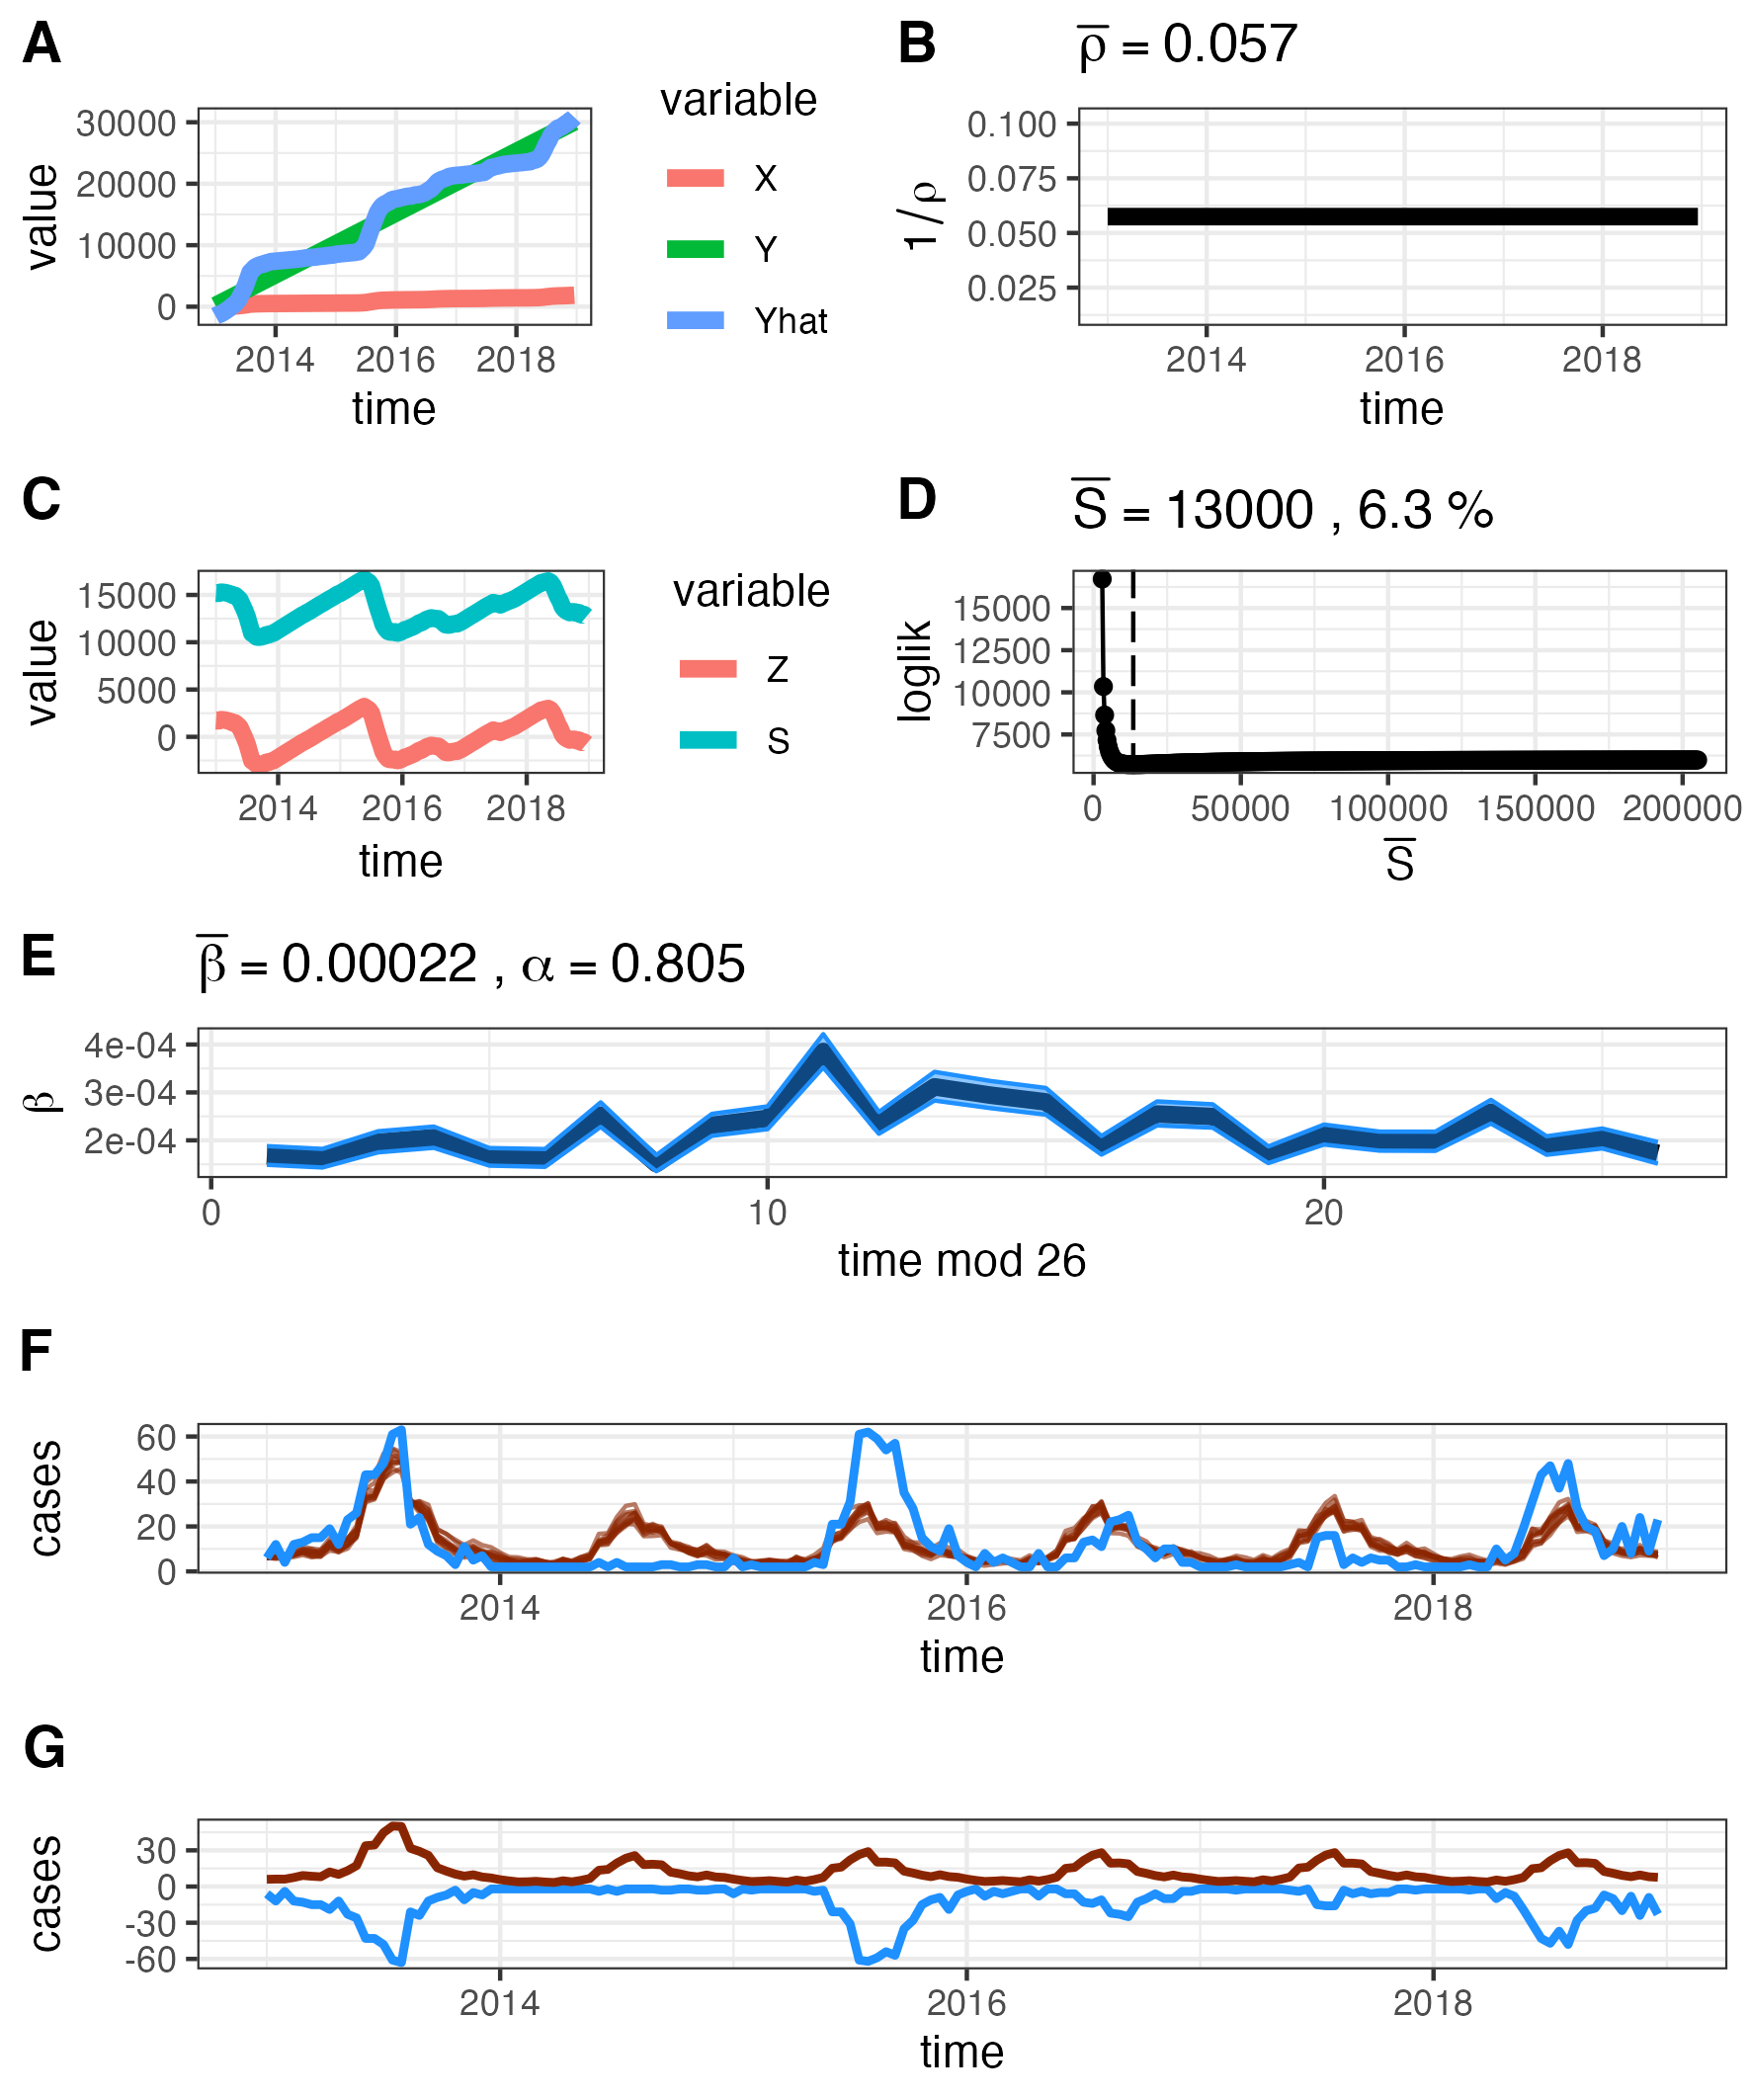 A
variable
X
Y
Yhat
value
30000
20000
10000
0
2014 2016 2018
time
B
ρ̅ = 0.057
1/ρ
0.100
0.075
0.050
0.025
2014 2016 2018
time
C
variable
Z
S
value
15000
10000
5000
0
2014 2016 2018
time
D
S̅ = 13000 , 6.3 %
loglik
15000
12500
10000
7500
0 50000 100000 150000 200000
S̅
E
β̅ = 0.00022 , α = 0.805
β
4e-04
3e-04
2e-04
0 10 20
time mod 26
F
cases
60
40
20
0
2014 2016 2018
time
G
cases
30
0
-30
-60
2014 2016 2018
time